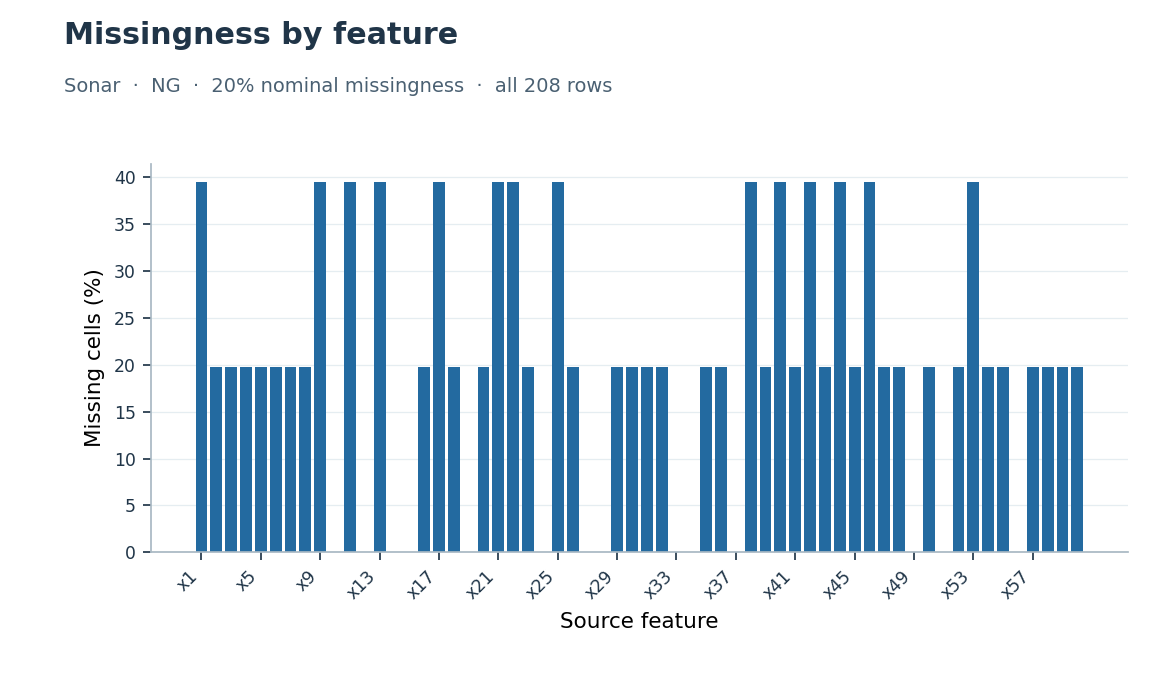 Missingness by feature
Sonar · NG · 20% nominal missingness · all 208 rows
40
35
30
25
20
15
10
5
0
Missing cells (%)
x1 x5 x9 x13 x17 x21 x25 x29 x33 x37 x41 x45 x49 x53 x57
Source feature